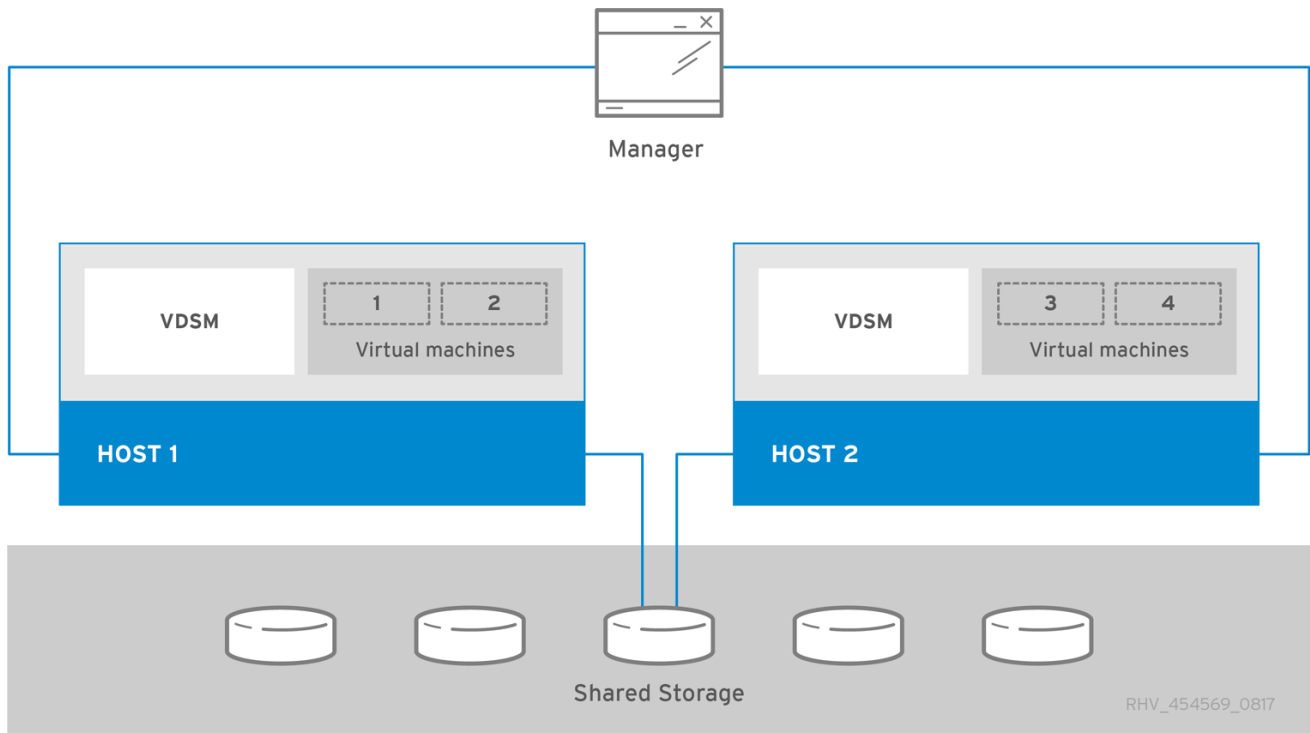 Manager
VDSM
1
2
Virtual machines
HOST 1
VDSM
3
4
Virtual machines
HOST 2
Shared Storage
RHV_454569_0817